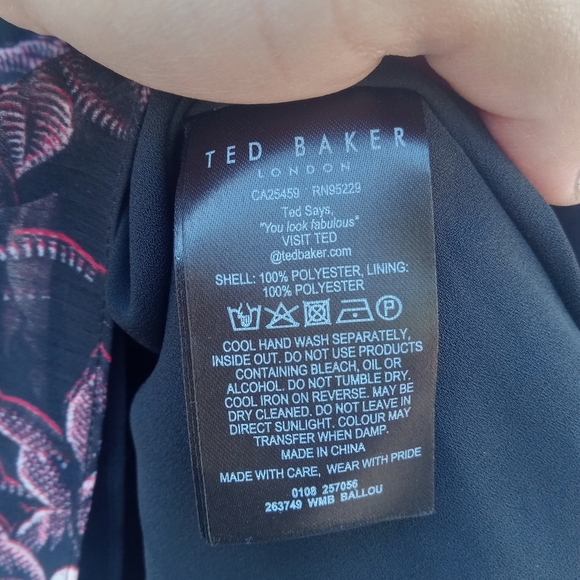 TED BAKER
LONDON
CA25459 RN95229
Ted Says,
"You look fabulous"
VISIT TED
@tedbaker.com
SHELL: 100% POLYESTER, LINING:
100% POLYESTER
P
COOL HAND WASH SEPARATELY,
INSIDE OUT. DO NOT USE PRODUCTS
CONTAINING BLEACH, OIL OR
ALCOHOL. DO NOT TUMBLE DRY.
COOL IRON ON REVERSE. MAY BE
DRY CLEANED. DO NOT LEAVE IN
DIRECT SUNLIGHT. COLOUR MAY
TRANSFER WHEN DAMP.
MADE IN CHINA
MADE WITH CARE, WEAR WITH PRIDE
0108 257056
263749 WMB BALLOU